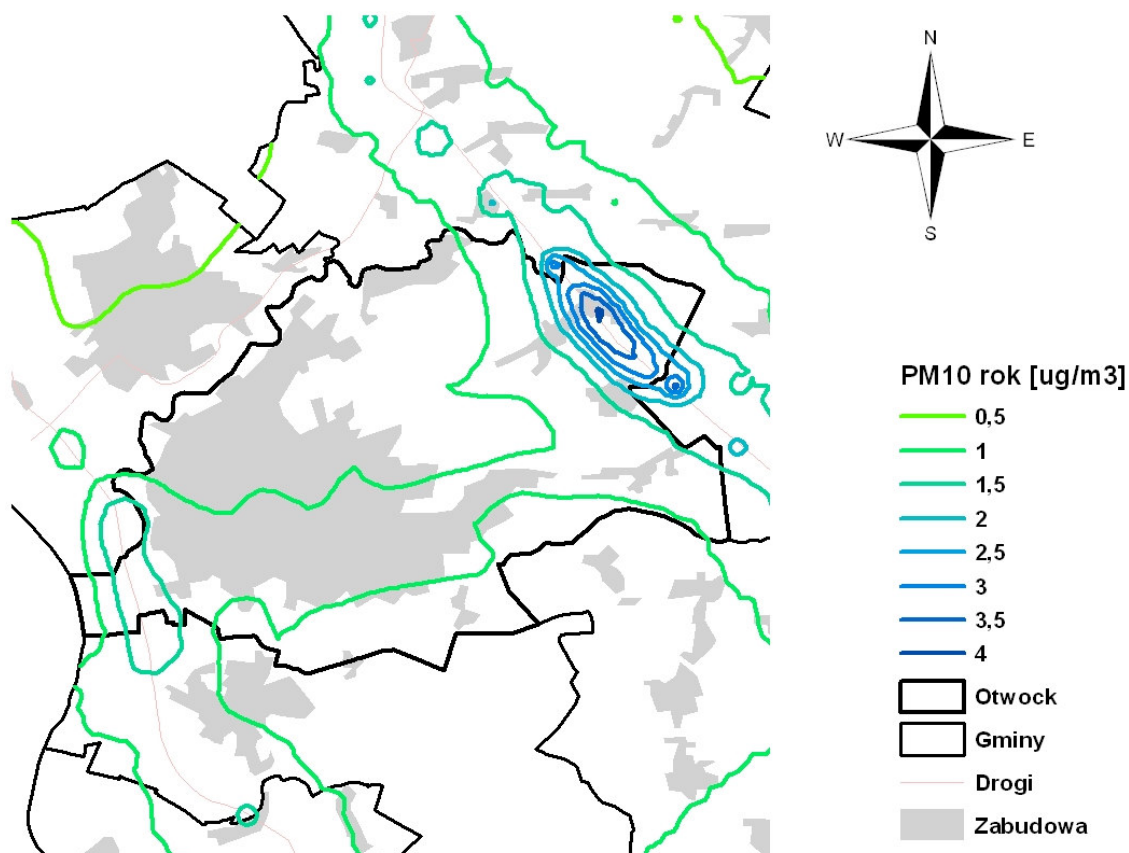 N
W E
S
PM10 rok [ug/m3]
0,5
1
1,5
2
2,5
3
3,5
4
Otwock
Gminy
Drogi
Zabudowa